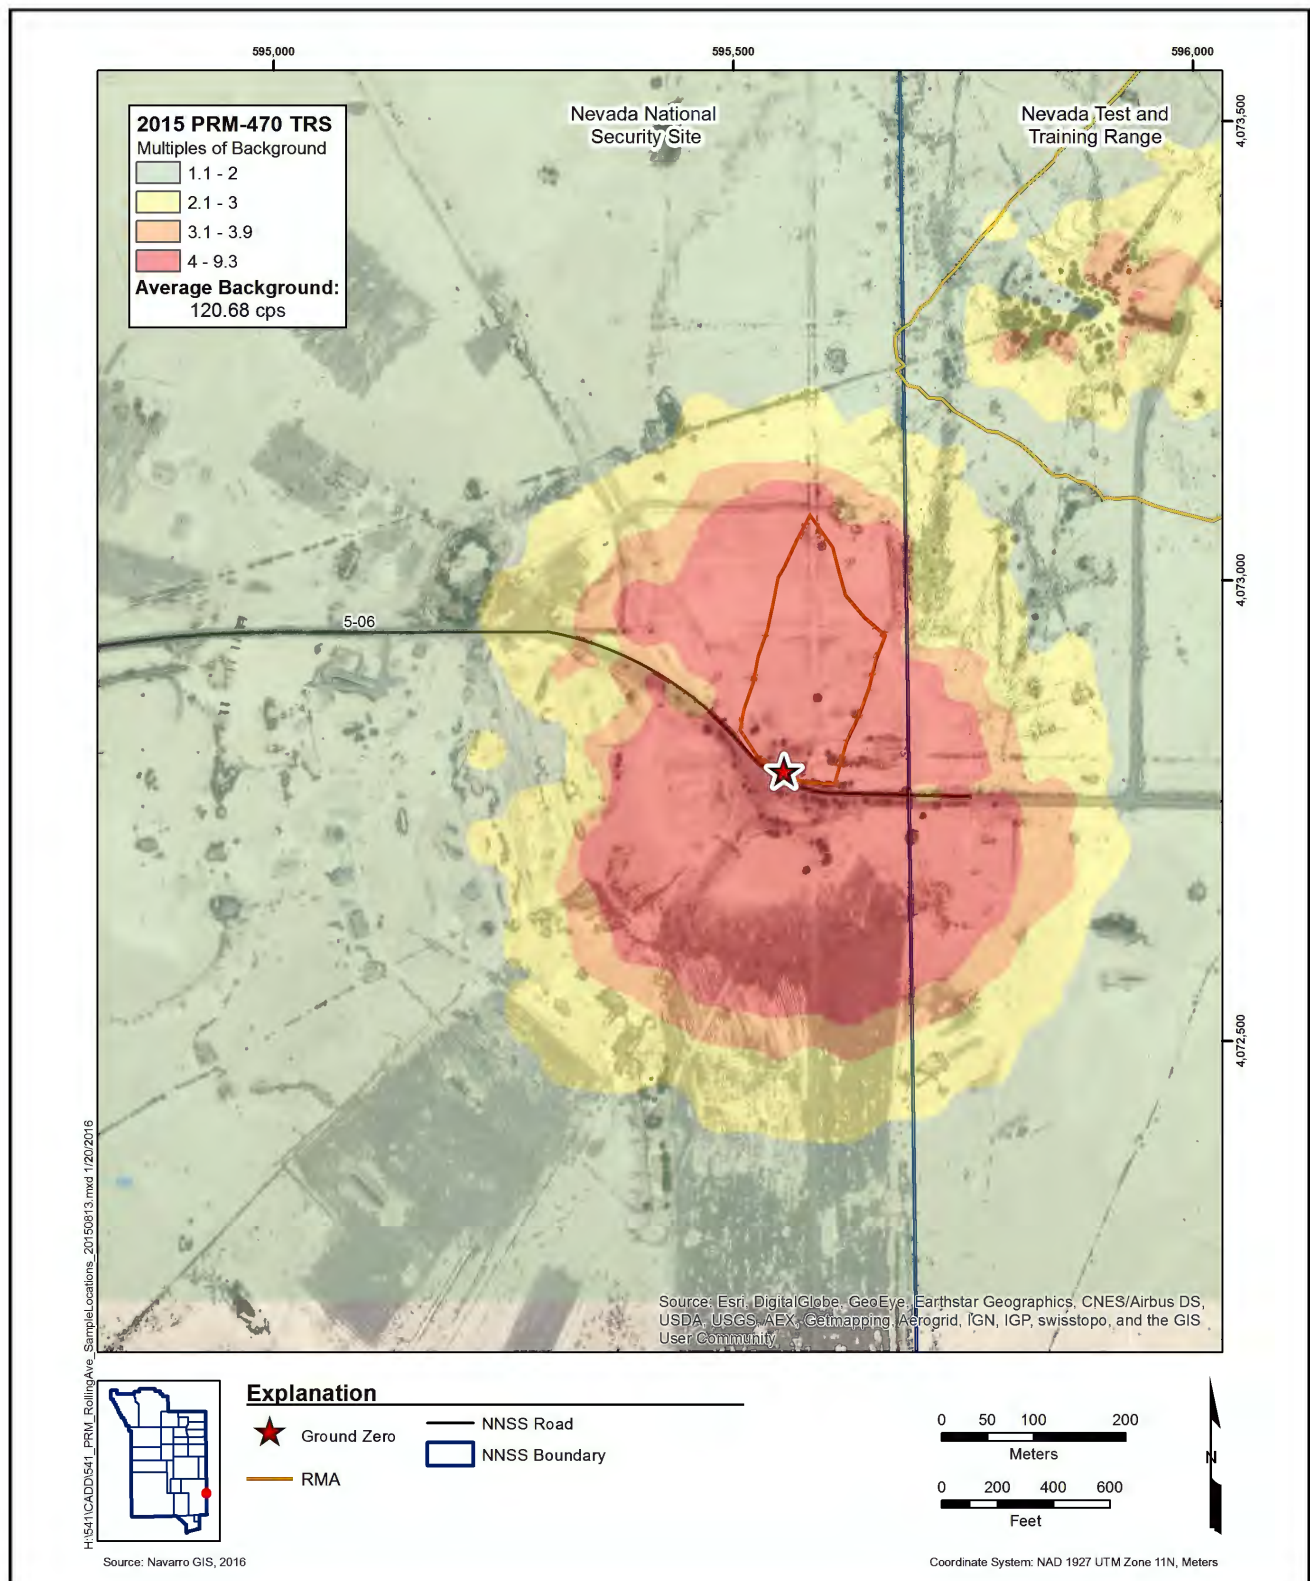 595,000
595,500
596,000
2015 PRM-470 TRS
Multiples of Background
1.1 - 2
2.1 - 3
3.1 - 3.9
4 - 9.3
Average Background:
120.68 cps
Nevada National
Security Site
Nevada Test and
Training Range
4,073,500
4,073,000
4,072,500
5-06
Source: Esri, DigitalGlobe, GeoEye, Earthstar Geographics, CNES/Airbus DS,
USDA, USGS, AEX, Getmapping, Aerogrid, IGN, IGP, swisstopo, and the GIS
User Community
H:\541\CADD\541_PRM_RollingAve_SampleLocations_20150813.mxd 1/20/2016
Explanation
Ground Zero
RMA
NNSS Road
NNSS Boundary
0 50 100 200
Meters
0 200 400 600
Feet
N
Source: Navarro GIS, 2016
Coordinate System: NAD 1927 UTM Zone 11N, Meters